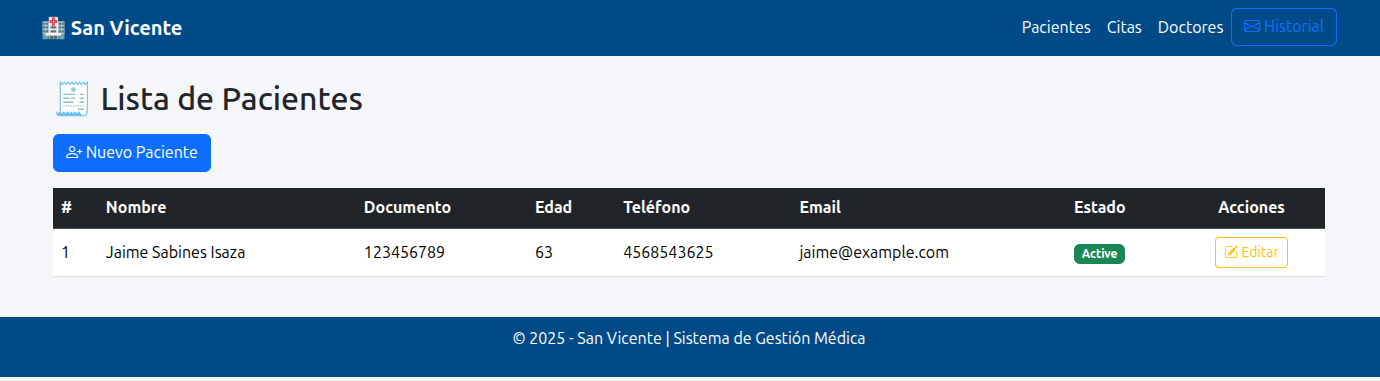 San Vicente
Pacientes Citas Doctores Historial
Lista de Pacientes
Nuevo Paciente
# Nombre Documento Edad Teléfono Email Estado Acciones
1 Jaime Sabines Isaza 123456789 63 4568543625 jaime@example.com Active Editar
© 2025 - San Vicente | Sistema de Gestión Médica